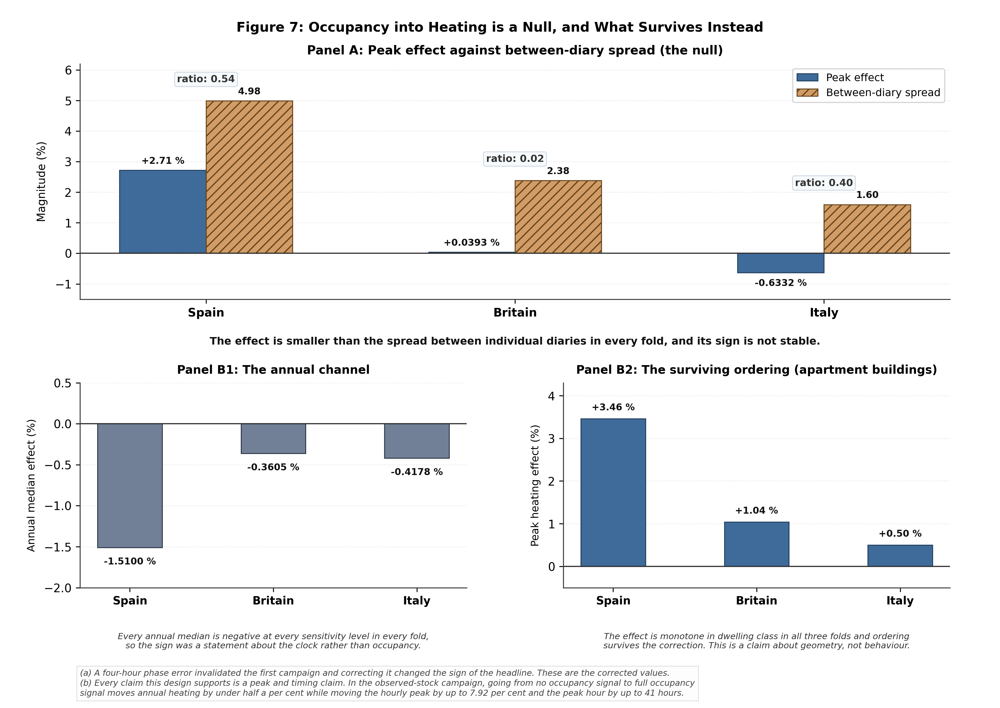 Figure 7: Occupancy into Heating is a Null, and What Survives Instead
Panel A: Peak effect against between-diary spread (the null)
Magnitude (%)
6
5
4
3
2
1
0
−1
ratio: 0.54
4.98
+2.71 %
ratio: 0.02
2.38
+0.0393 %
ratio: 0.40
1.60
-0.6332 %
Peak effect
Between-diary spread
Spain
Britain
Italy
The effect is smaller than the spread between individual diaries in every fold, and its sign is not stable.
Panel B1: The annual channel
Annual median effect (%)
0.5
0.0
−0.5
−1.0
−1.5
−2.0
-1.5100 %
-0.3605 %
-0.4178 %
Spain
Britain
Italy
Every annual median is negative at every sensitivity level in every fold,
so the sign was a statement about the clock rather than occupancy.
Panel B2: The surviving ordering (apartment buildings)
Peak heating effect (%)
4
3
2
1
0
+3.46 %
+1.04 %
+0.50 %
Spain
Britain
Italy
The effect is monotone in dwelling class in all three folds and ordering
survives the correction. This is a claim about geometry, not behaviour.
(a) A four-hour phase error invalidated the first campaign and correcting it changed the sign of the headline. These are the corrected values.
(b) Every claim this design supports is a peak and timing claim. In the observed-stock campaign, going from no occupancy signal to full occupancy
signal moves annual heating by under half a per cent while moving the hourly peak by up to 7.92 per cent and the peak hour by up to 41 hours.